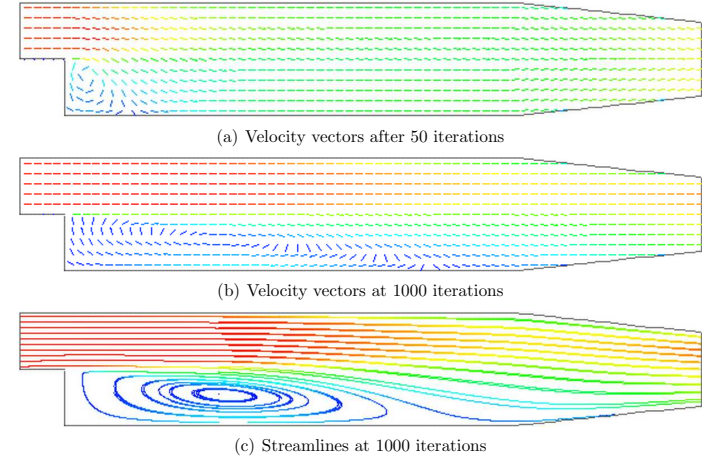 (a) Velocity vectors after 50 iterations
(b) Velocity vectors at 1000 iterations
(c) Streamlines at 1000 iterations